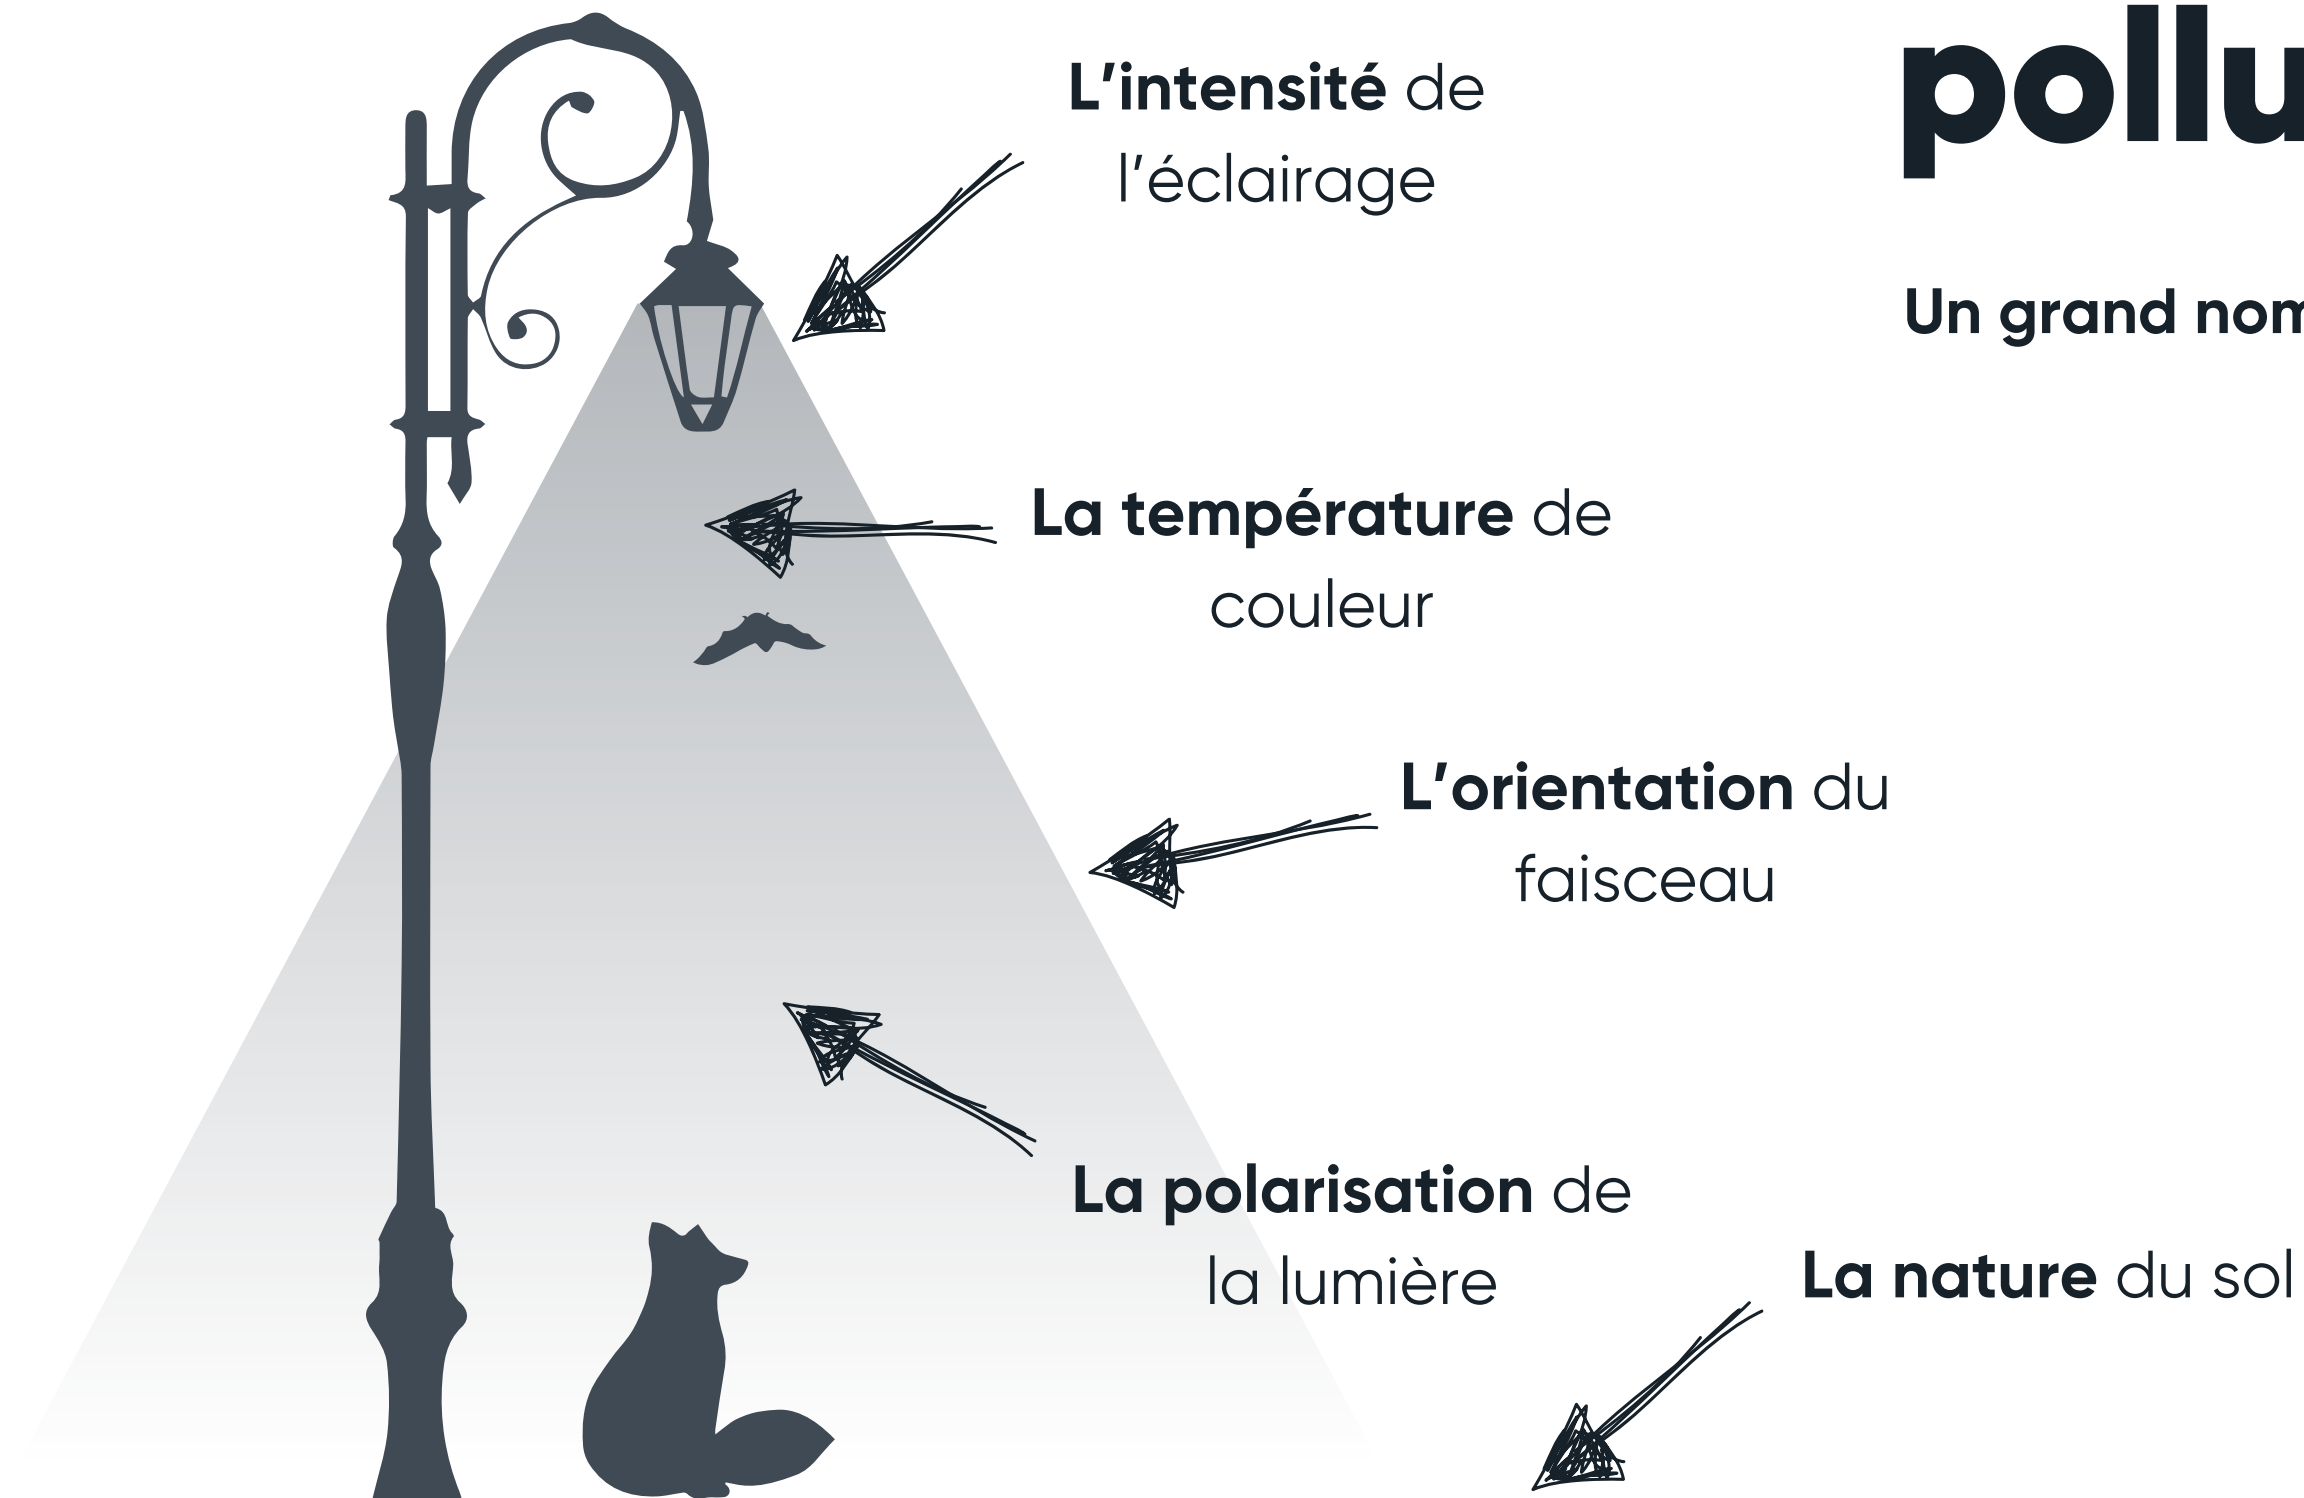 L’intensité de
l’éclairage
La température de
couleur
L’orientation du
faisceau
La polarisation de
la lumière
La nature du sol
pollu
Un grand nom